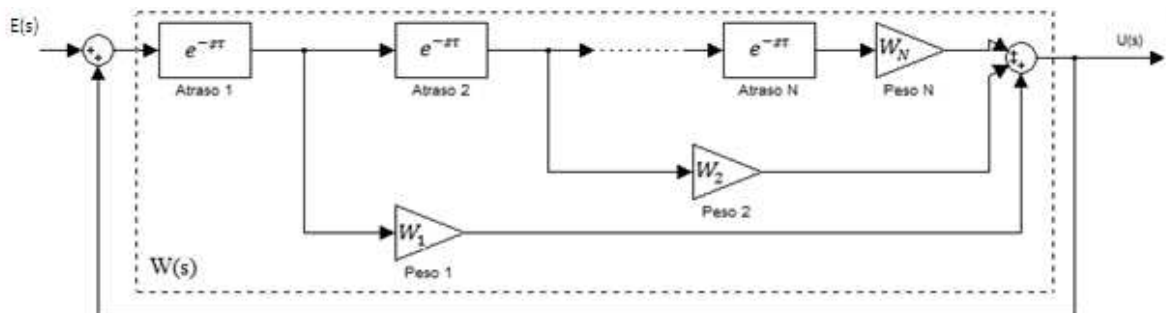 E(s)
e^{-sτ}
e^{-sτ}
e^{-sτ}
W_N
U(s)
Atraso 1
Atraso 2
Atraso N
Peso N
W_2
Peso 2
W_1
Peso 1
W(s)